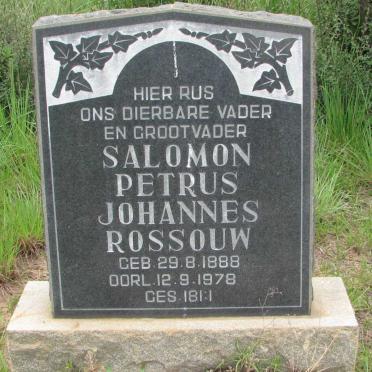 HIER RUS
ONS DIERBARE VADER
EN GROOTVADER
SALOMON
PETRUS
JOHANNES
ROSSOUW
GEB. 29.8.1888
OORL. 12.9.1978
GES. 181:1